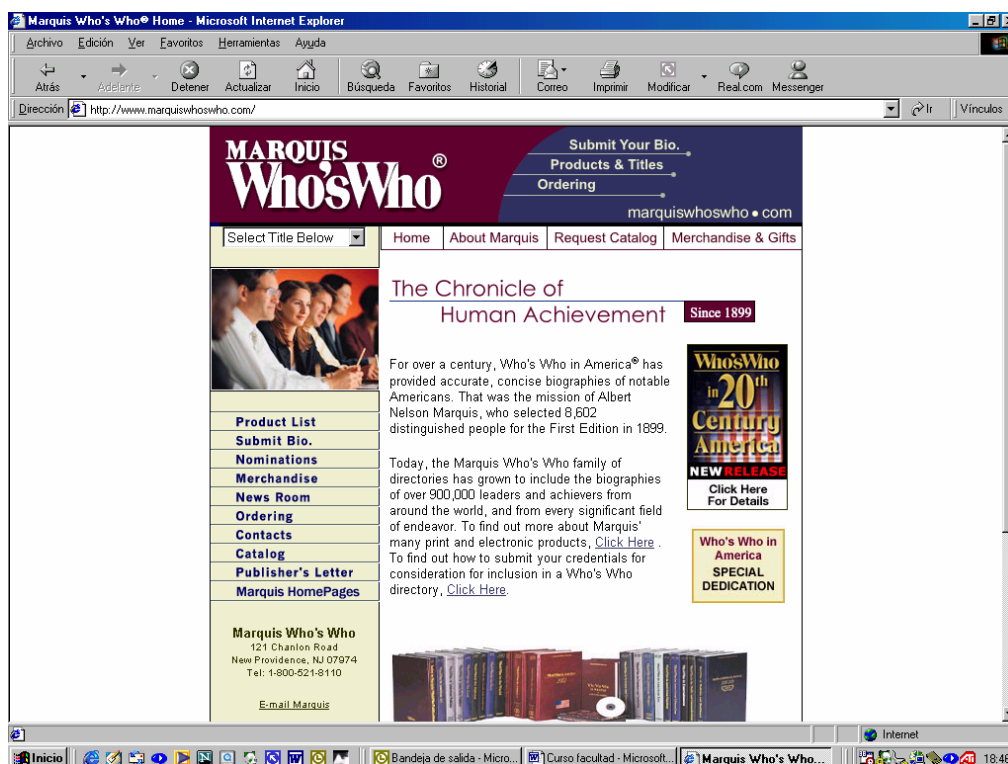 Marquis Who's Who® Home - Microsoft Internet Explorer
Archivo Edición Ver Favoritos Herramientas Ayuda
Atrás Adelante Detener Actualizar Inicio Búsqueda Favoritos Historial Correo Imprimir Modificar Real.com Messenger
Dirección http://www.marquiswhoswho.com/ Ir Vínculos
MARQUIS
Who'sWho®
Submit Your Bio.
Products & Titles
Ordering
marquiswhoswho • com
Select Title Below
Home About Marquis Request Catalog Merchandise & Gifts
The Chronicle of
Human Achievement
Since 1899
For over a century, Who's Who in America® has
provided accurate, concise biographies of notable
Americans. That was the mission of Albert
Nelson Marquis, who selected 8,602
distinguished people for the First Edition in 1899.
Today, the Marquis Who's Who family of
directories has grown to include the biographies
of over 900,000 leaders and achievers from
around the world, and from every significant field
of endeavor. To find out more about Marquis'
many print and electronic products, Click Here .
To find out how to submit your credentials for
consideration for inclusion in a Who's Who
directory, Click Here.
Who'sWho
in 20th
Century
America
NEW RELEASE
Click Here
For Details
Who's Who in
America
SPECIAL
DEDICATION
Product List
Submit Bio.
Nominations
Merchandise
News Room
Ordering
Contacts
Catalog
Publisher's Letter
Marquis HomePages
Marquis Who's Who
121 Chanlon Road
New Providence, NJ 07974
Tel: 1-800-521-8110
E-mail Marquis
Internet
Inicio Bandeja de salida - Micro... Curso facultad - Microsoft... Marquis Who's Who...